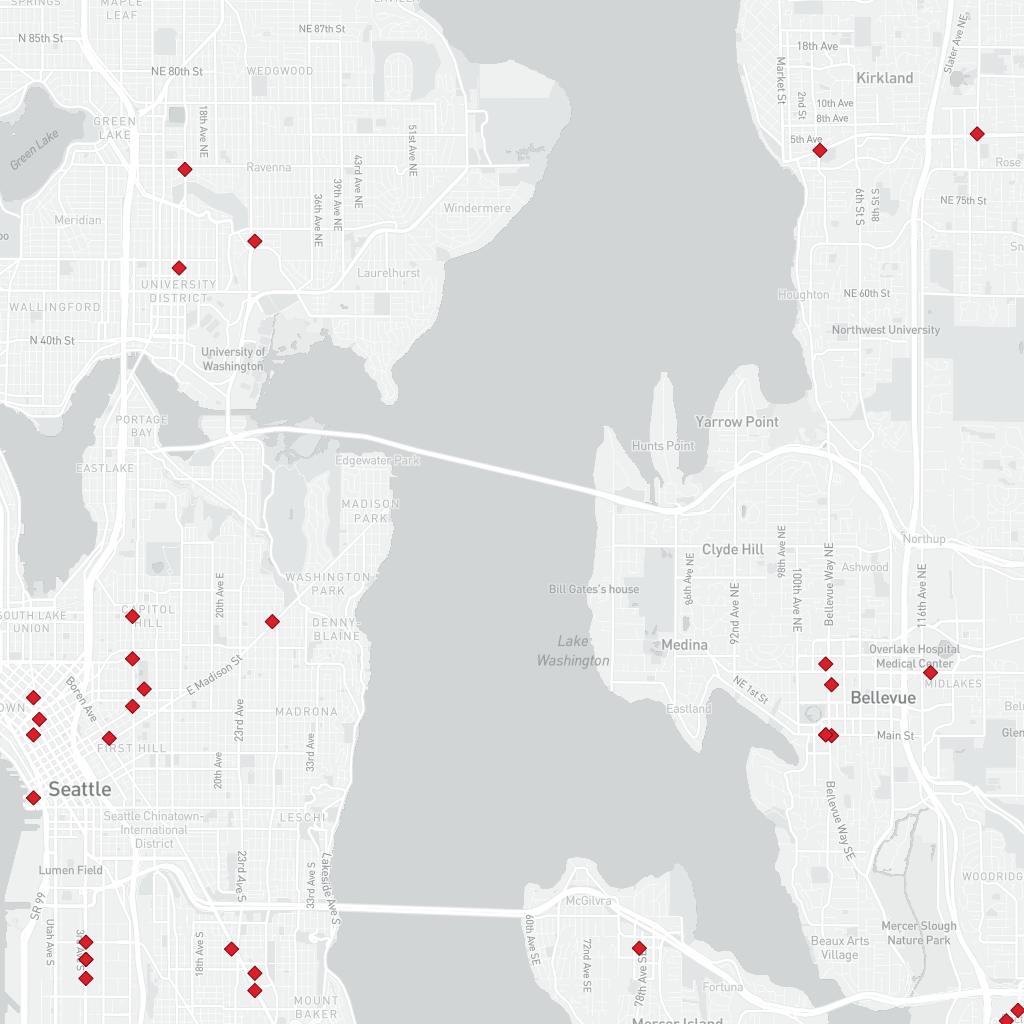 SPRINGS
MAPLE
LEAF
N 85th St
NE 87th St
NE 80th St
WEDGWOOD
18th Ave NE
GREEN
LAKE
Green Lake
51st Ave NE
43rd Ave NE
39th Ave NE
36th Ave NE
Ravenna
Windermere
Meridian
Laurelhurst
UNIVERSITY
DISTRICT
WALLINGFORD
N 40th St
University of
Washington
PORTAGE
BAY
EASTLAKE
Edgewater Park
MADISON
PARK
WASHINGTON
PARK
DENNY-
BLAINE
20th Ave E
CAPITOL
HILL
SOUTH LAKE
UNION
E Madison St
Boren Ave
MADRONA
23rd Ave
33rd Ave
FIRST HILL
20th Ave
Seattle
Seattle Chinatown-
International
District
LESCHI
Lumen Field
SR 99
Utah Ave S
3rd Ave S
18th Ave S
23rd Ave S
33rd Ave S
Lakeside Ave S
MOUNT
BAKER
18th Ave
Market St
2nd St
Kirkland
Slater Ave NE
10th Ave
8th Ave
5th Ave
Rose
6th St S
8th St S
NE 75th St
Houghton
NE 60th St
Northwest University
Yarrow Point
Hunts Point
Clyde Hill
98th Ave NE
100th Ave NE
Bellevue Way NE
Northup
Ashwood
116th Ave NE
86th Ave NE
92nd Ave NE
Bill Gates's house
Lake
Washington
Medina
Overlake Hospital
Medical Center
MIDLAKES
NE 1st St
Bellevue
Eastland
Main St
Bellevue Way SE
WOODRIDG
McGilvra
60th Ave SE
72nd Ave SE
78th Ave SE
Fortuna
Beaux Arts
Village
Mercer Slough
Nature Park
Mercer Island